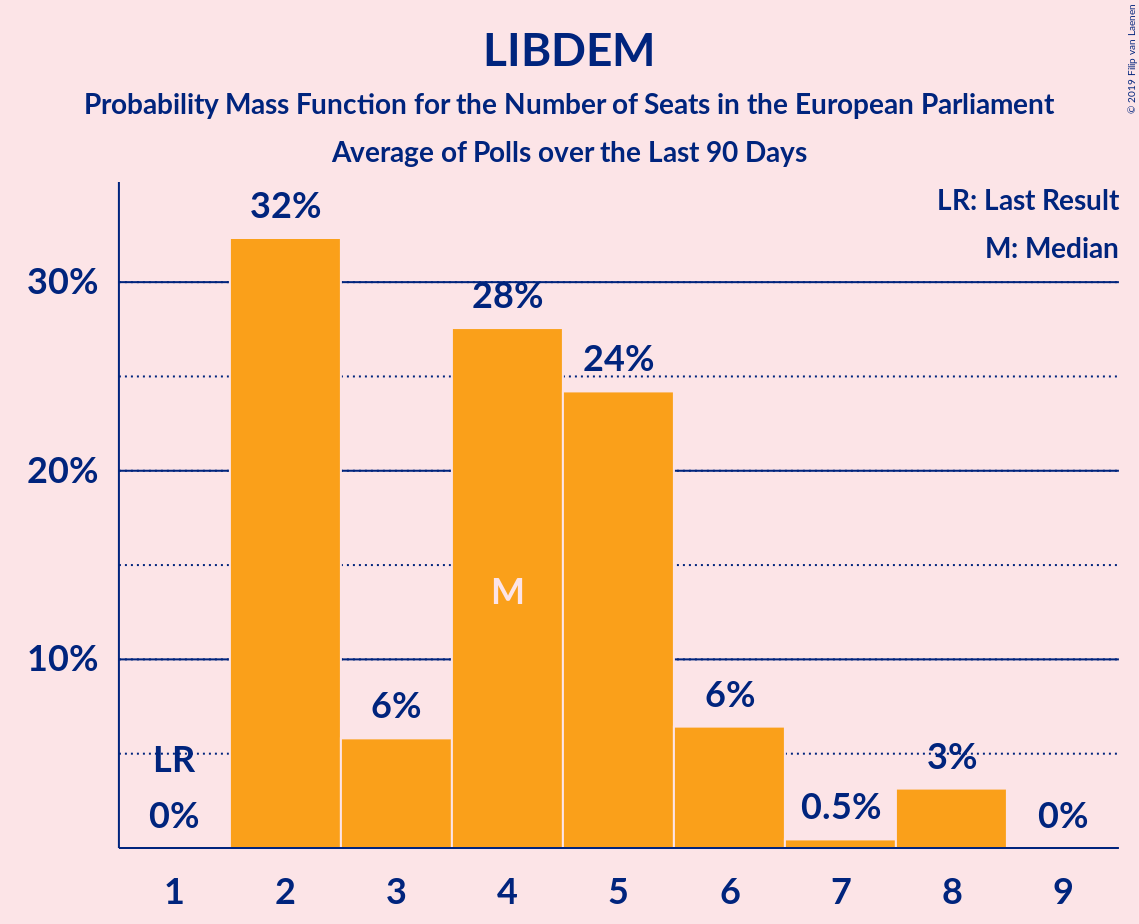 LIBDEM
Probability Mass Function for the Number of Seats in the European Parliament
Average of Polls over the Last 90 Days
© 2019 Filip van Laenen
LR: Last Result
M: Median
32%
30%
28%
24%
20%
M
10%
6%
6%
LR
3%
0%
0.5%
0%
1 2 3 4 5 6 7 8 9